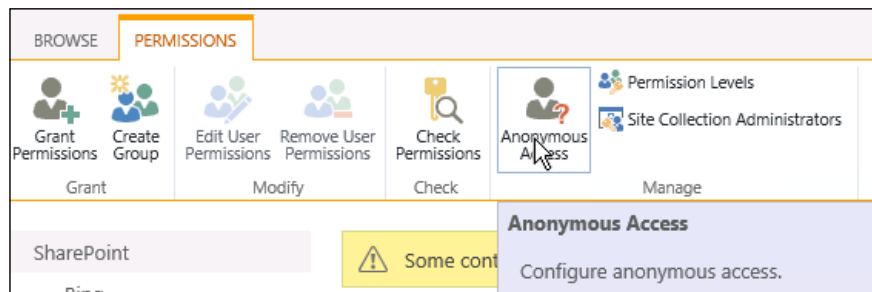 BROWSE PERMISSIONS
Grant Permissions
Create Group
Edit User Permissions
Remove User Permissions
Check Permissions
Anonymous
Permission Levels
Site Collection Administrators
Grant Modify Check Manage
Anonymous Access
SharePoint
Some cont
Configure anonymous access.